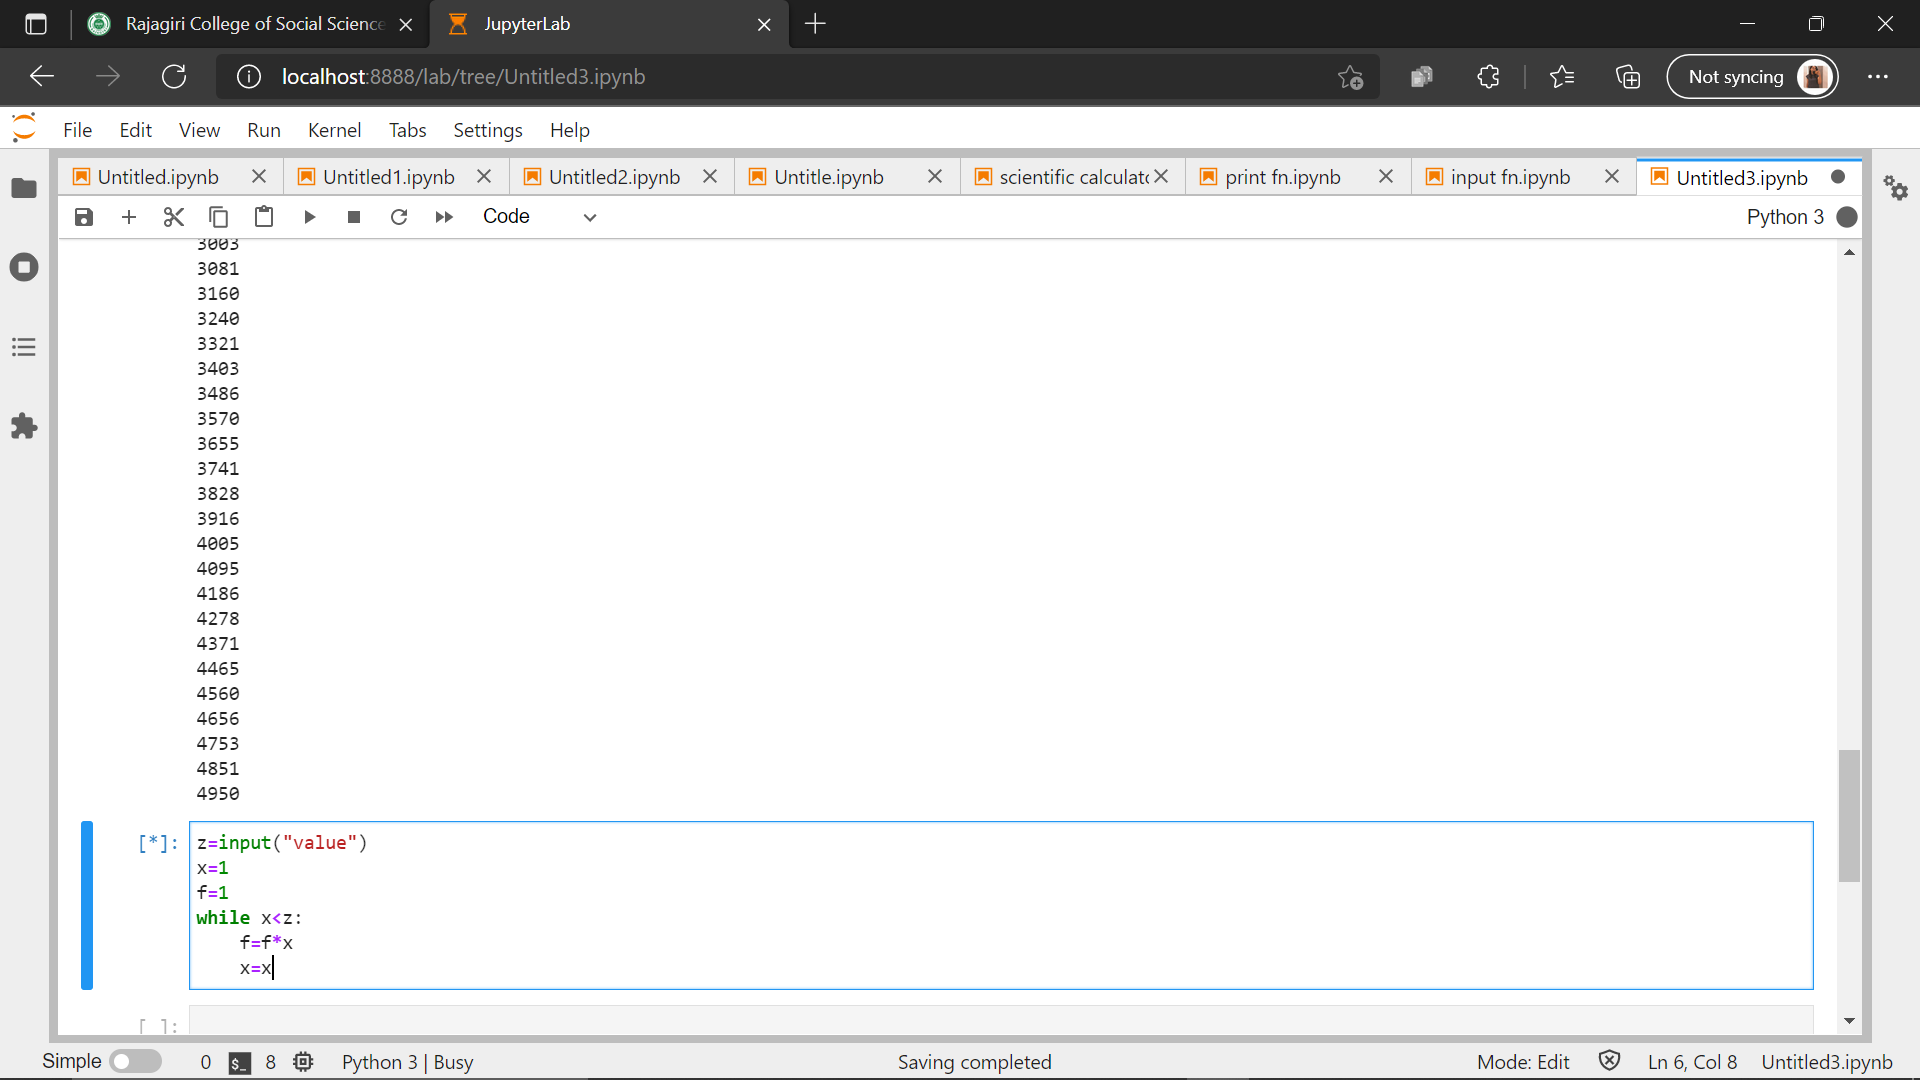 Rajagiri College of Social Science
JupyterLab
localhost:8888/lab/tree/Untitled3.ipynb
Not syncing
File Edit View Run Kernel Tabs Settings Help
Untitled.ipynb Untitled1.ipynb Untitled2.ipynb Untitle.ipynb scientific calculat print fn.ipynb input fn.ipynb Untitled3.ipynb
Code
Python 3
3003
3081
3160
3240
3321
3403
3486
3570
3655
3741
3828
3916
4005
4095
4186
4278
4371
4465
4560
4656
4753
4851
4950
[*]: z=input("value")
x=1
f=1
while x<z:
    f=f*x
    x=x
[ ]:
Simple 0 $_ 8 Python 3 | Busy Saving completed Mode: Edit Ln 6, Col 8 Untitled3.ipynb